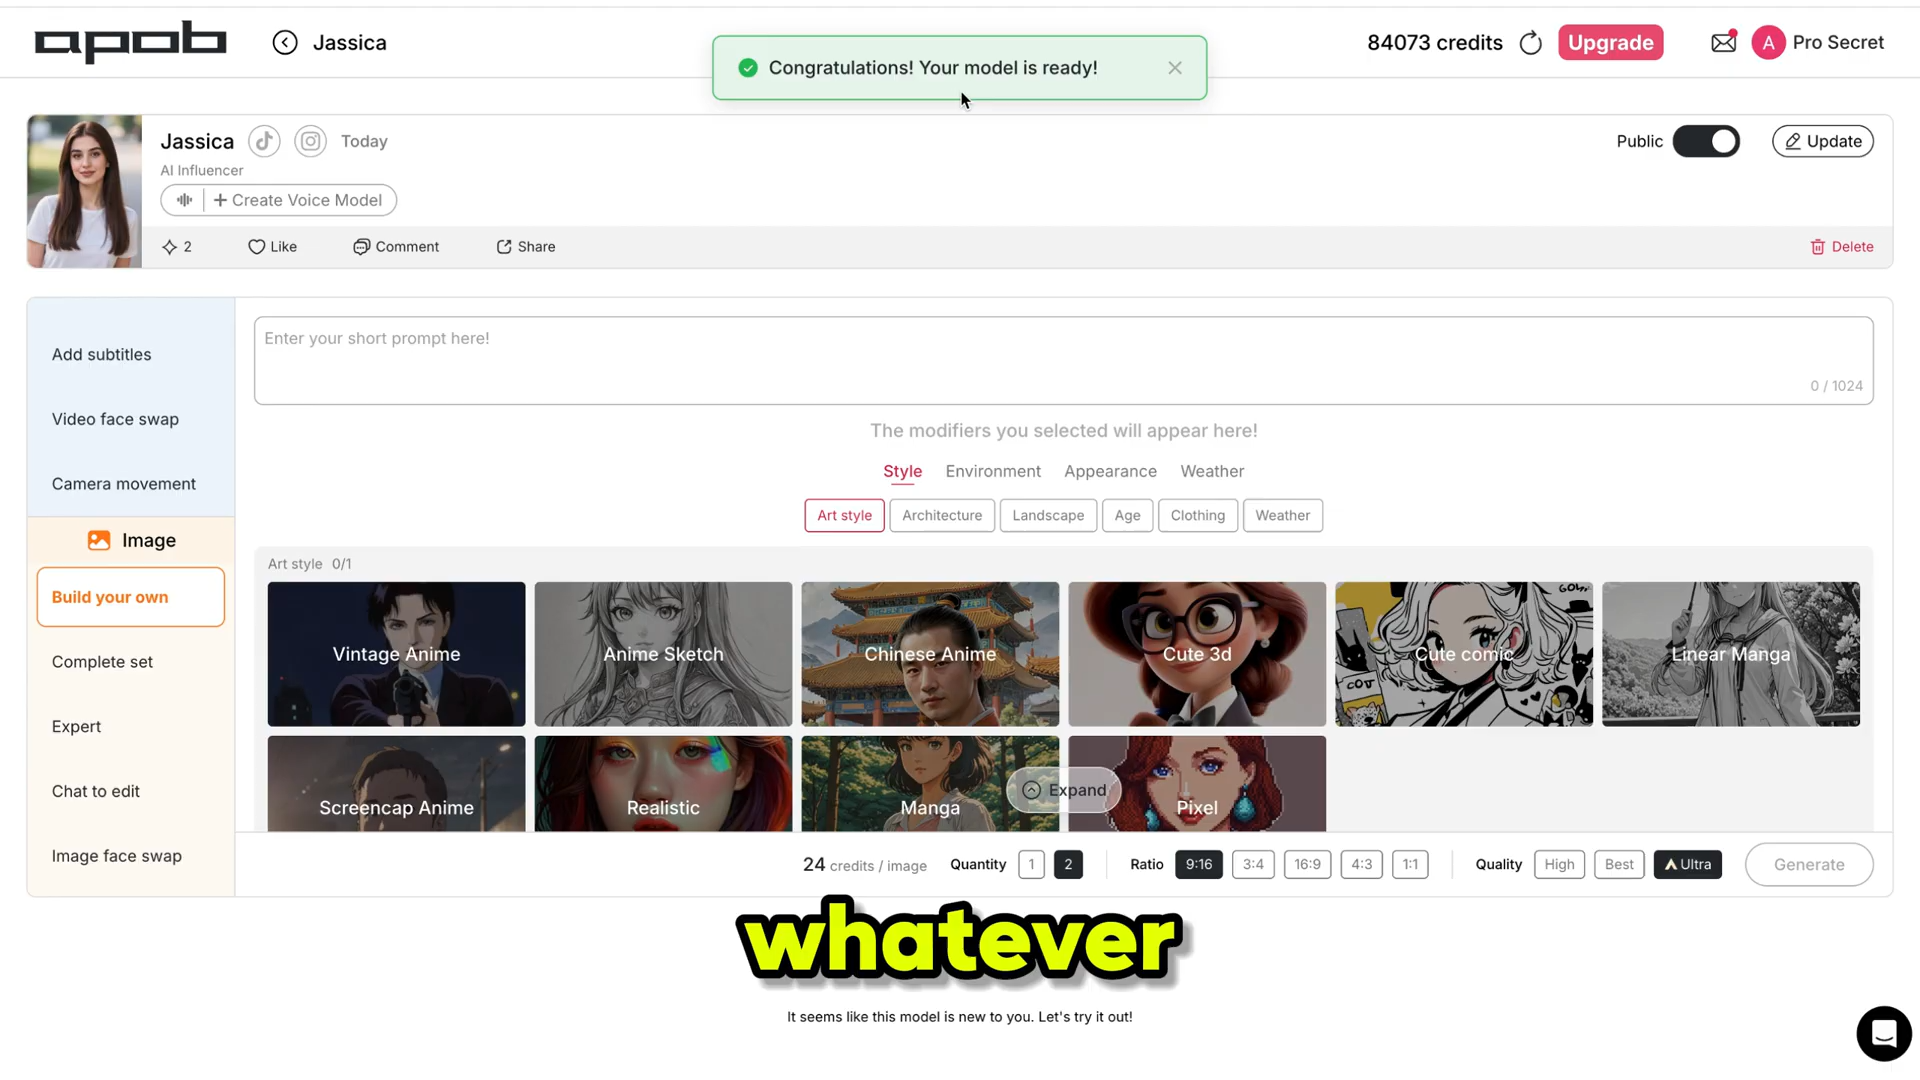 apob
Jassica
Congratulations! Your model is ready!
84073 credits
Upgrade
A
Pro Secret
Jassica
Today
AI Influencer
+ Create Voice Model
Public
Update
2
Like
Comment
Share
Delete
Add subtitles
Video face swap
Camera movement
Image
Build your own
Complete set
Expert
Chat to edit
Image face swap
Enter your short prompt here!
0 / 1024
The modifiers you selected will appear here!
Style Environment Appearance Weather
Art style Architecture Landscape Age Clothing Weather
Art style 0/1
Vintage Anime
Anime Sketch
Chinese Anime
Cute 3d
Cute comic
Linear Manga
Screencap Anime
Realistic
Manga
Pixel
Expand
24 credits / image Quantity 1 2 Ratio 9:16 3:4 16:9 4:3 1:1 Quality High Best Ultra Generate
whatever
It seems like this model is new to you. Let's try it out!